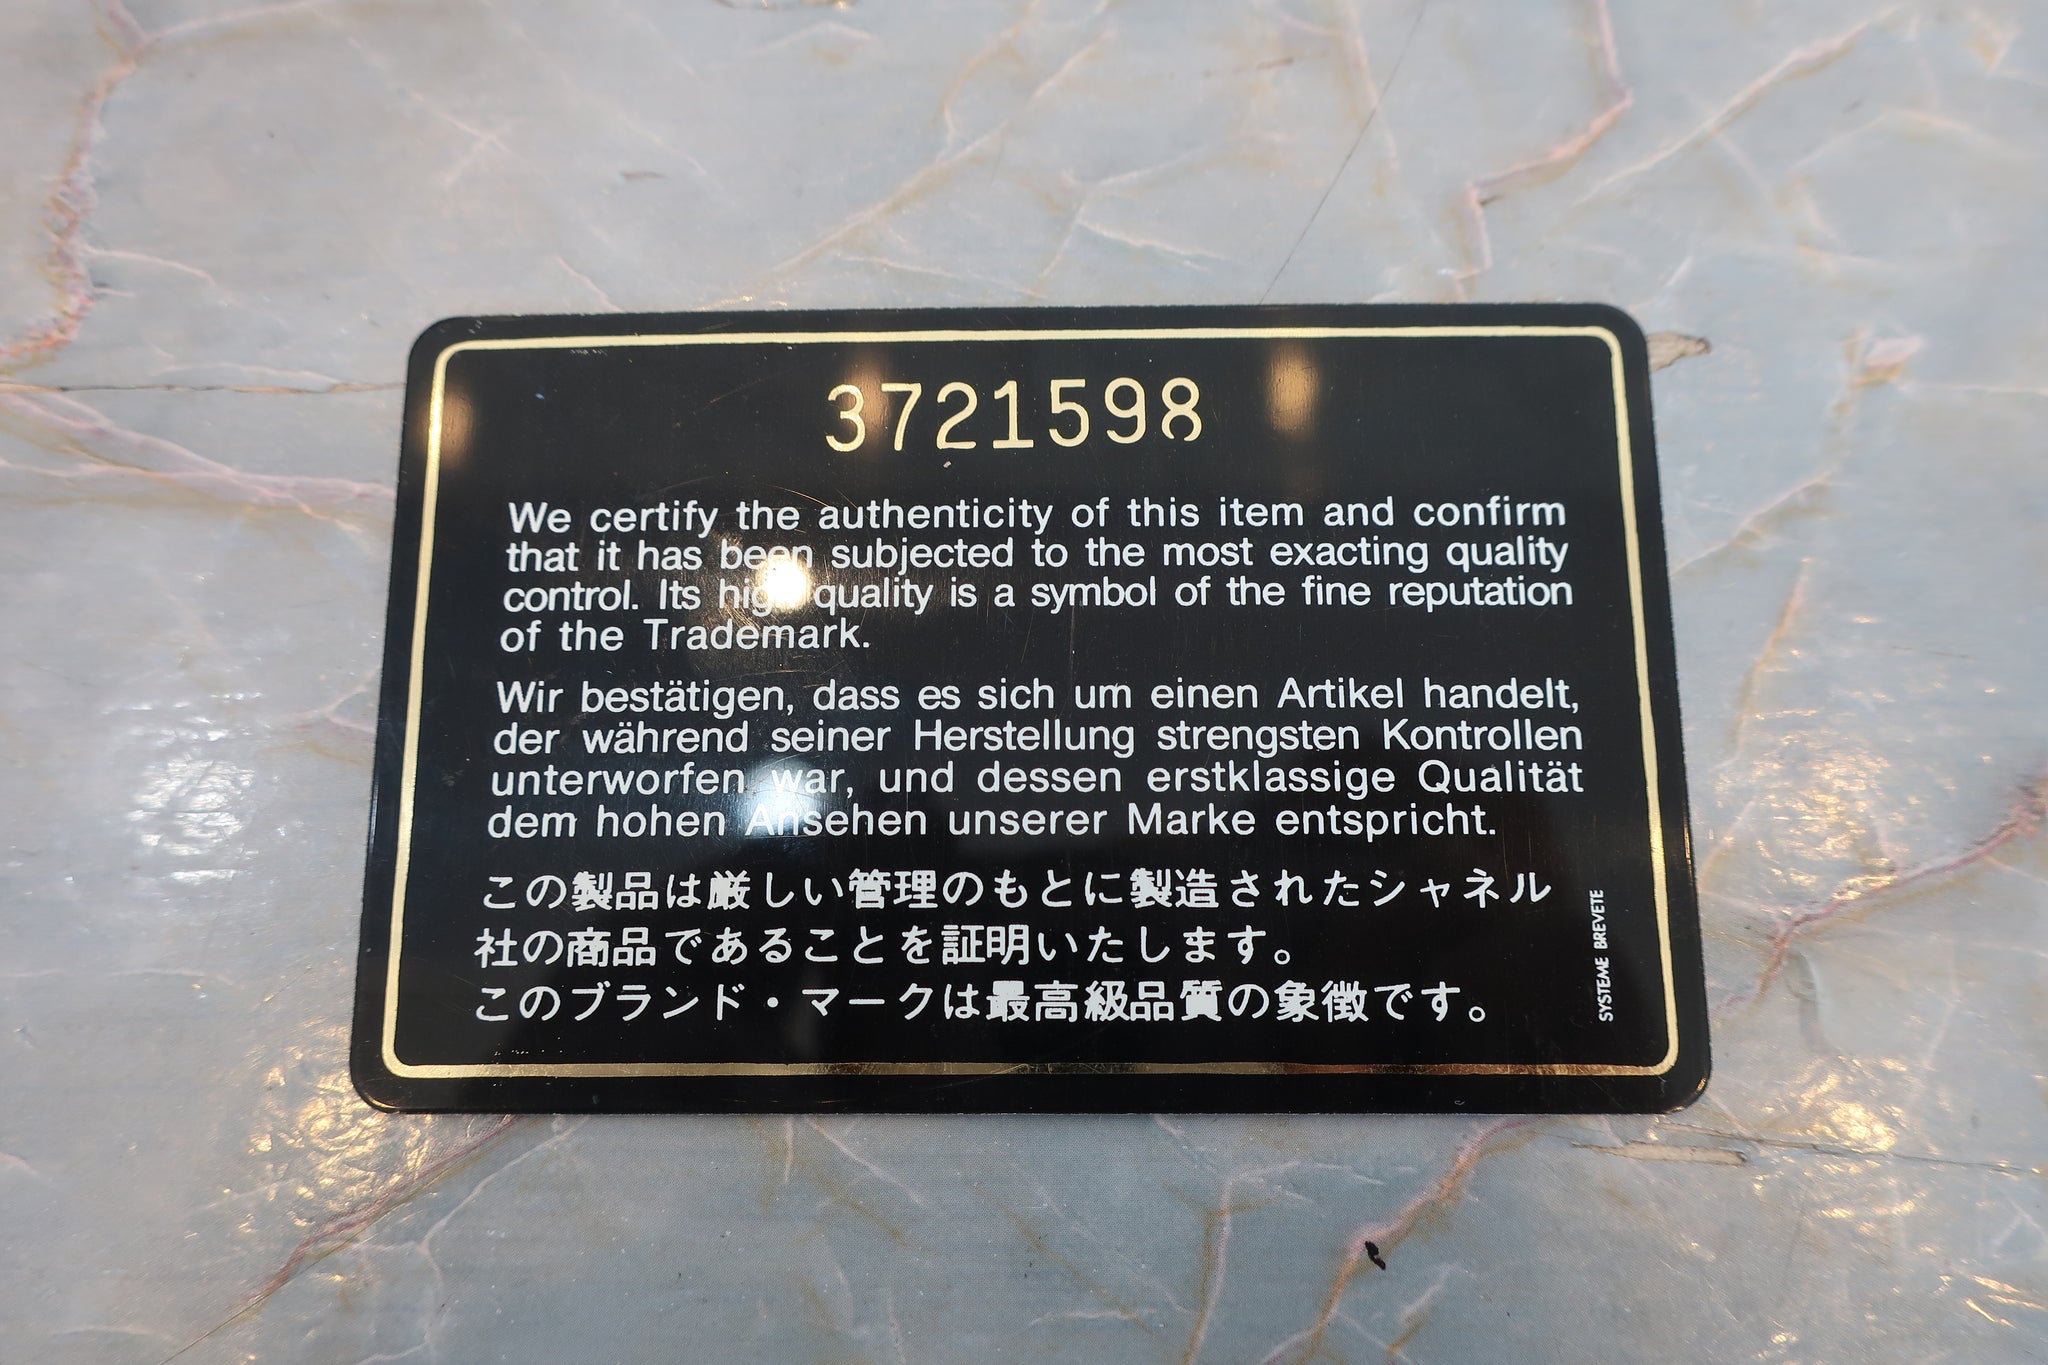 3721598
We certify the authenticity of this item and confirm
that it has been subjected to the most exacting quality
control. Its high quality is a symbol of the fine reputation
of the Trademark.
Wir bestätigen, dass es sich um einen Artikel handelt,
der während seiner Herstellung strengsten Kontrollen
unterworfen war, und dessen erstklassige Qualität
dem hohen Ansehen unserer Marke entspricht.
この製品は厳しい管理のもとに製造されたシャネル
社の商品であることを証明いたします。
このブランド・マークは最高級品質の象徴です。
SYSTEME BREVETE